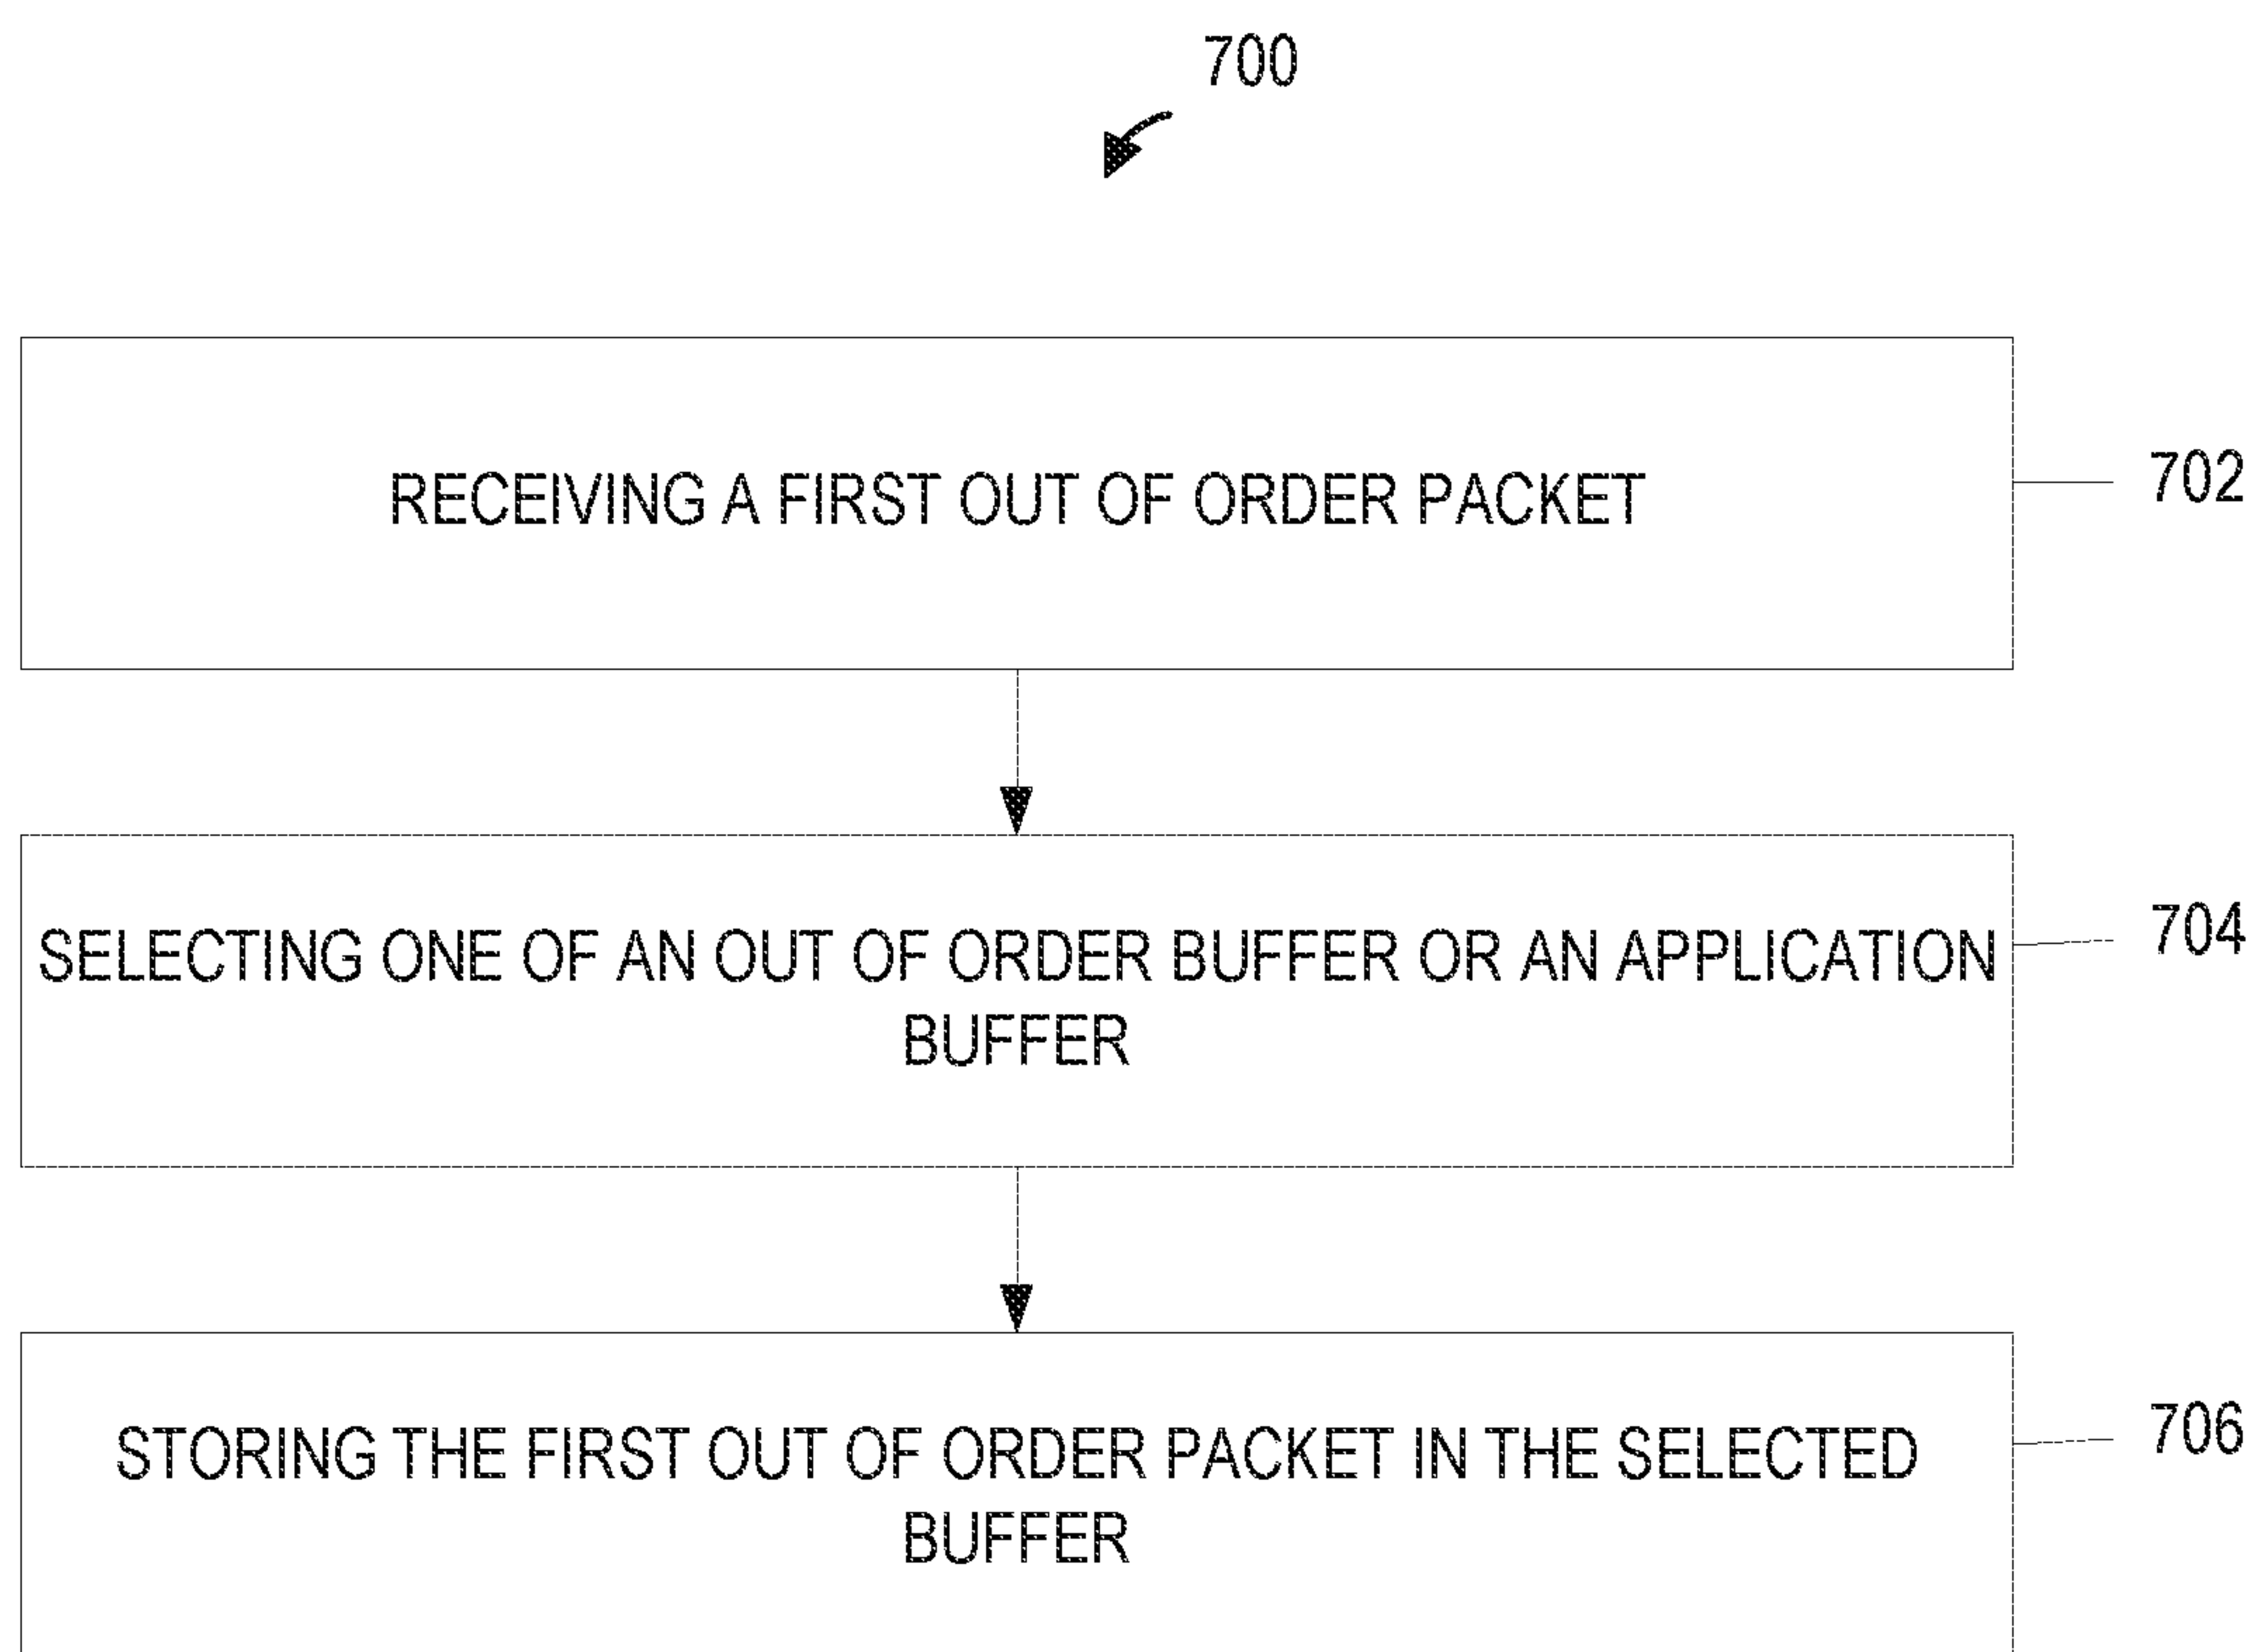 700
RECEIVING A FIRST OUT OF ORDER PACKET
702
SELECTING ONE OF AN OUT OF ORDER BUFFER OR AN APPLICATION
BUFFER
704
STORING THE FIRST OUT OF ORDER PACKET IN THE SELECTED
BUFFER
706